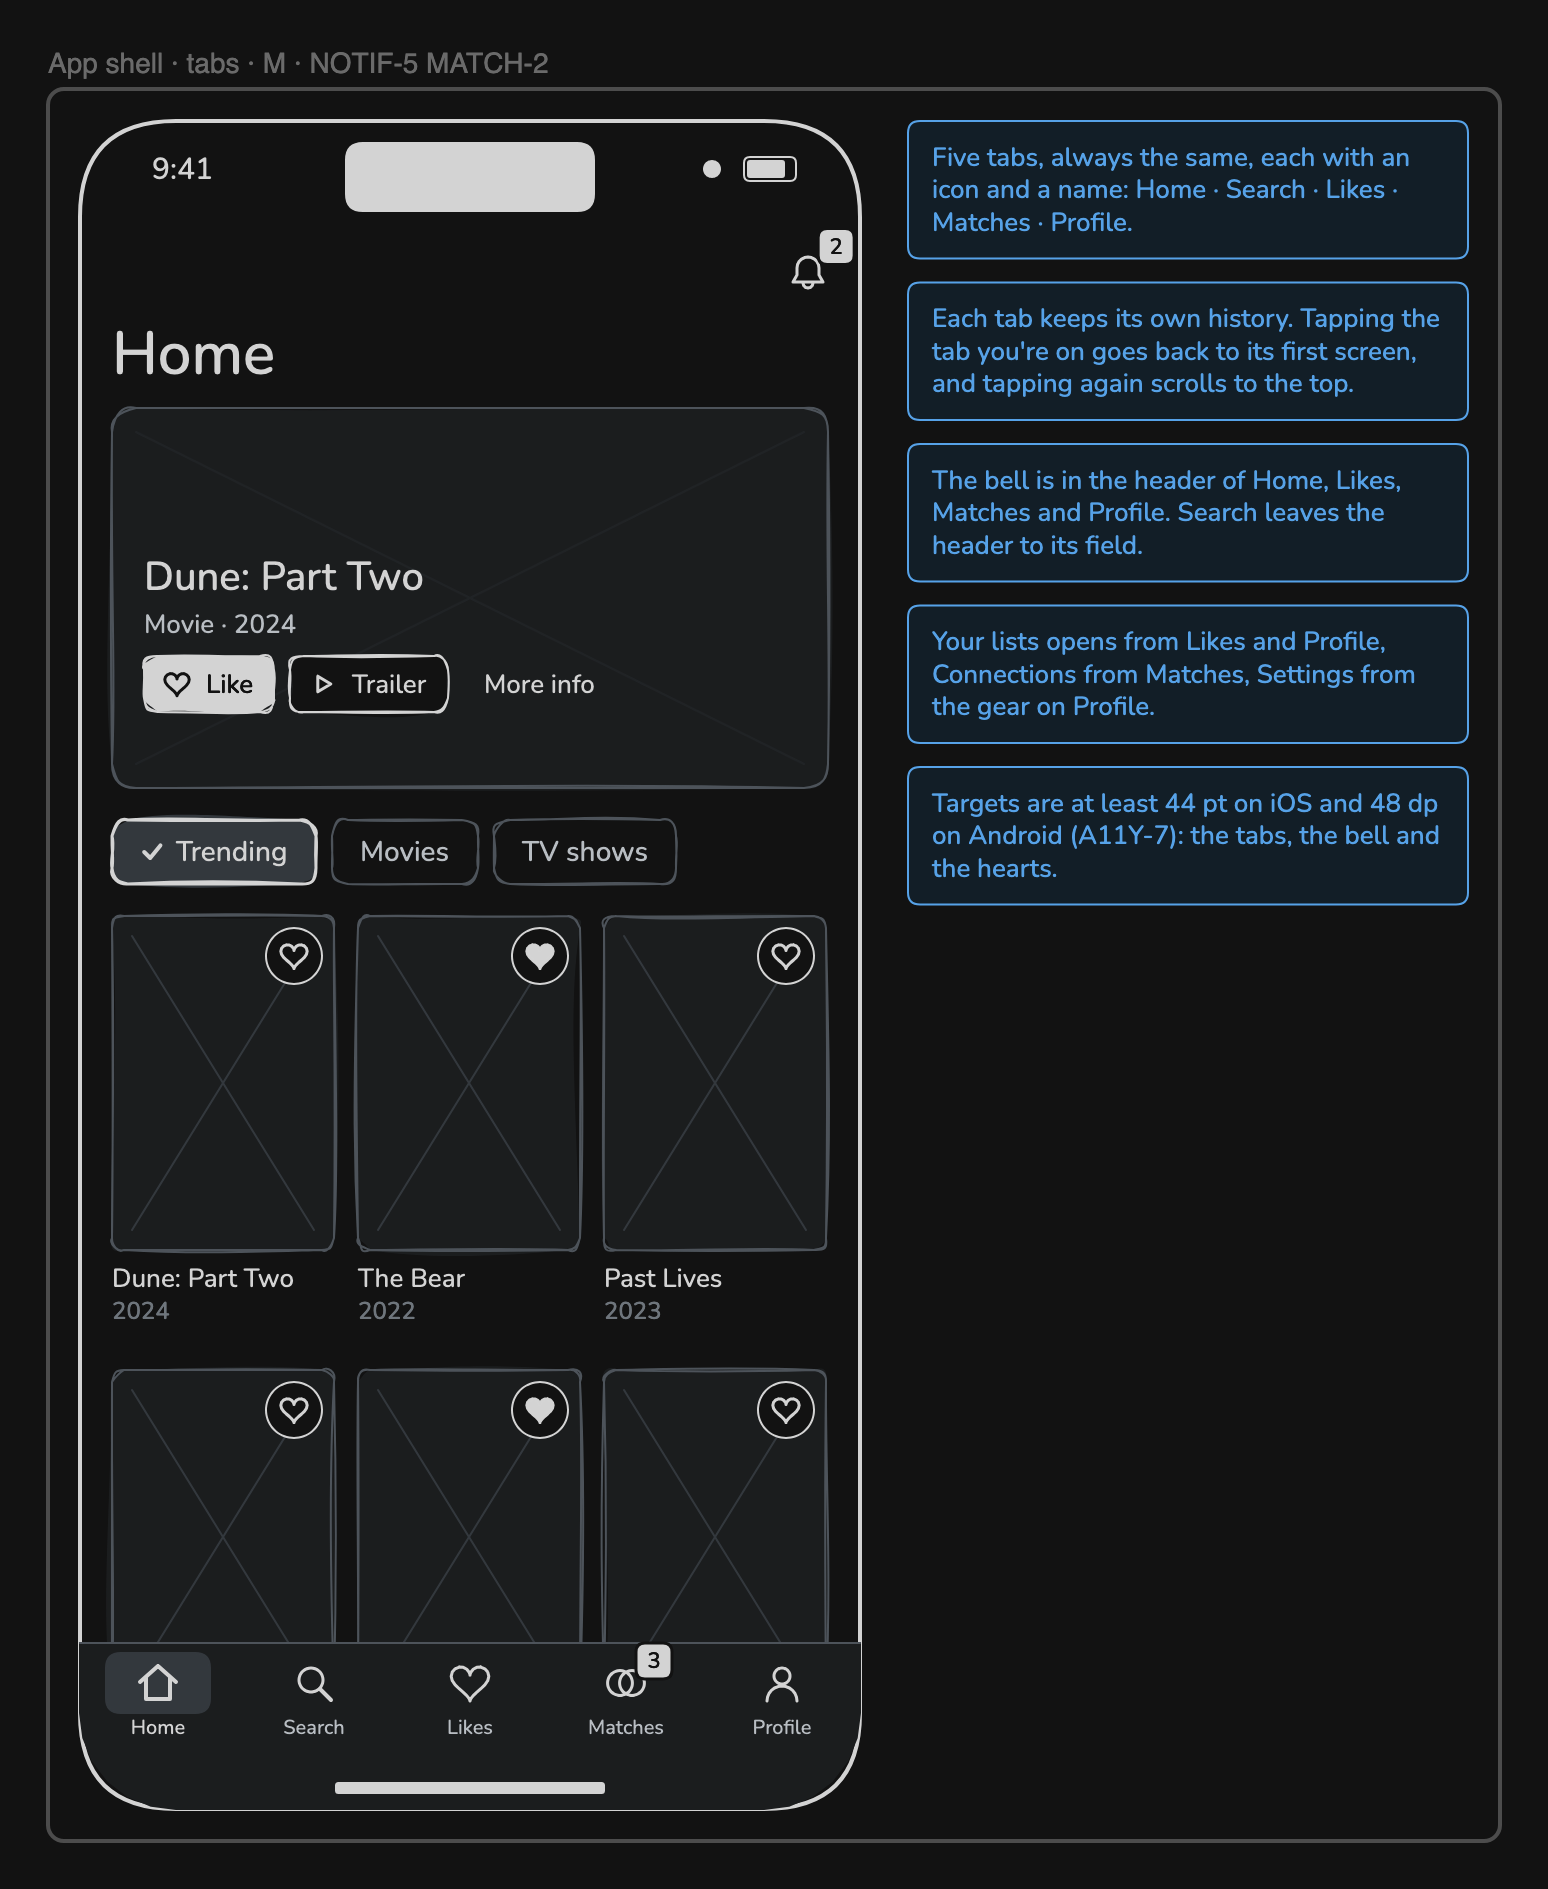 App shell · tabs · M · NOTIF-5 MATCH-2
9:41
2
Home
Dune: Part Two
Movie · 2024
Like
Trailer
More info
Trending
Movies
TV shows
Dune: Part Two
2024
The Bear
2022
Past Lives
2023
3
Home
Search
Likes
Matches
Profile
Five tabs, always the same, each with an
icon and a name: Home · Search · Likes ·
Matches · Profile.
Each tab keeps its own history. Tapping the
tab you're on goes back to its first screen,
and tapping again scrolls to the top.
The bell is in the header of Home, Likes,
Matches and Profile. Search leaves the
header to its field.
Your lists opens from Likes and Profile,
Connections from Matches, Settings from
the gear on Profile.
Targets are at least 44 pt on iOS and 48 dp
on Android (A11Y-7): the tabs, the bell and
the hearts.